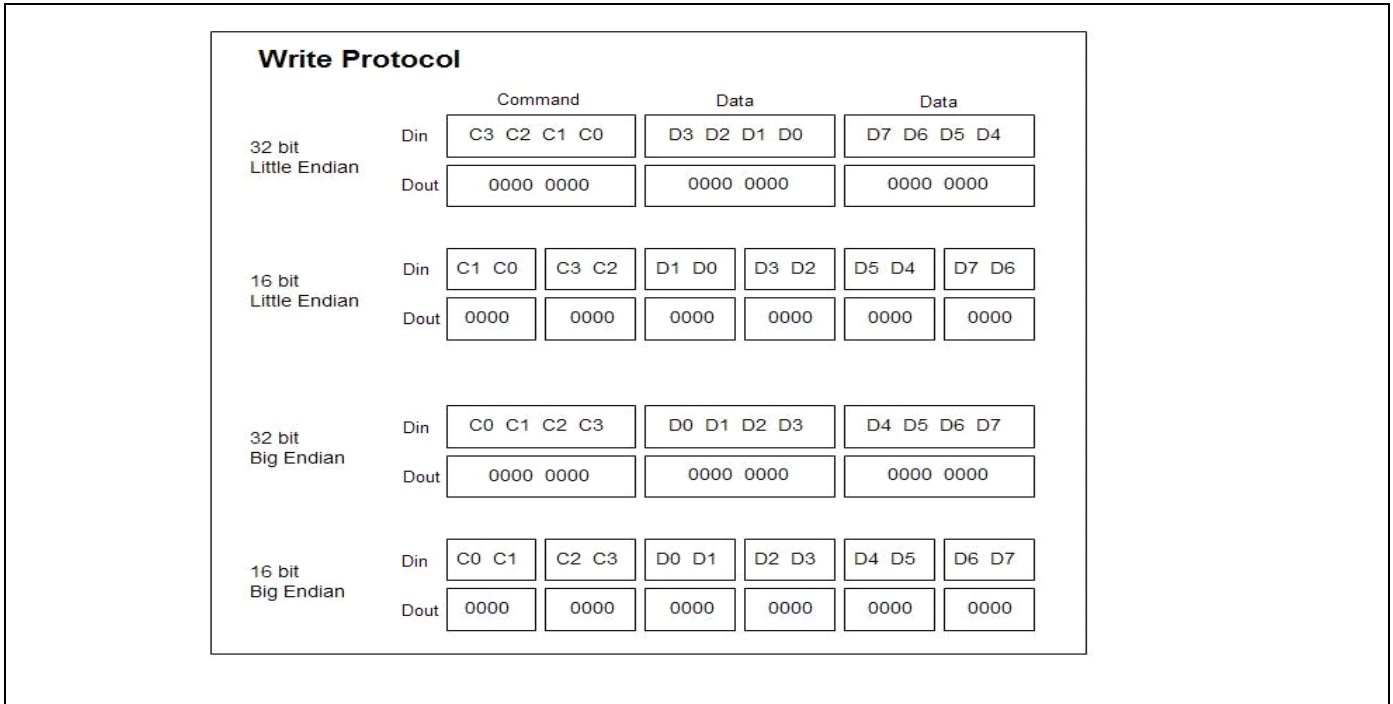 Write Protocol
Command Data Data
32 bit
Little Endian
Din C3 C2 C1 C0 D3 D2 D1 D0 D7 D6 D5 D4
Dout 0000 0000 0000 0000 0000 0000
16 bit
Little Endian
Din C1 C0 C3 C2 D1 D0 D3 D2 D5 D4 D7 D6
Dout 0000 0000 0000 0000 0000 0000
32 bit
Big Endian
Din C0 C1 C2 C3 D0 D1 D2 D3 D4 D5 D6 D7
Dout 0000 0000 0000 0000 0000 0000
16 bit
Big Endian
Din C0 C1 C2 C3 D0 D1 D2 D3 D4 D5 D6 D7
Dout 0000 0000 0000 0000 0000 0000